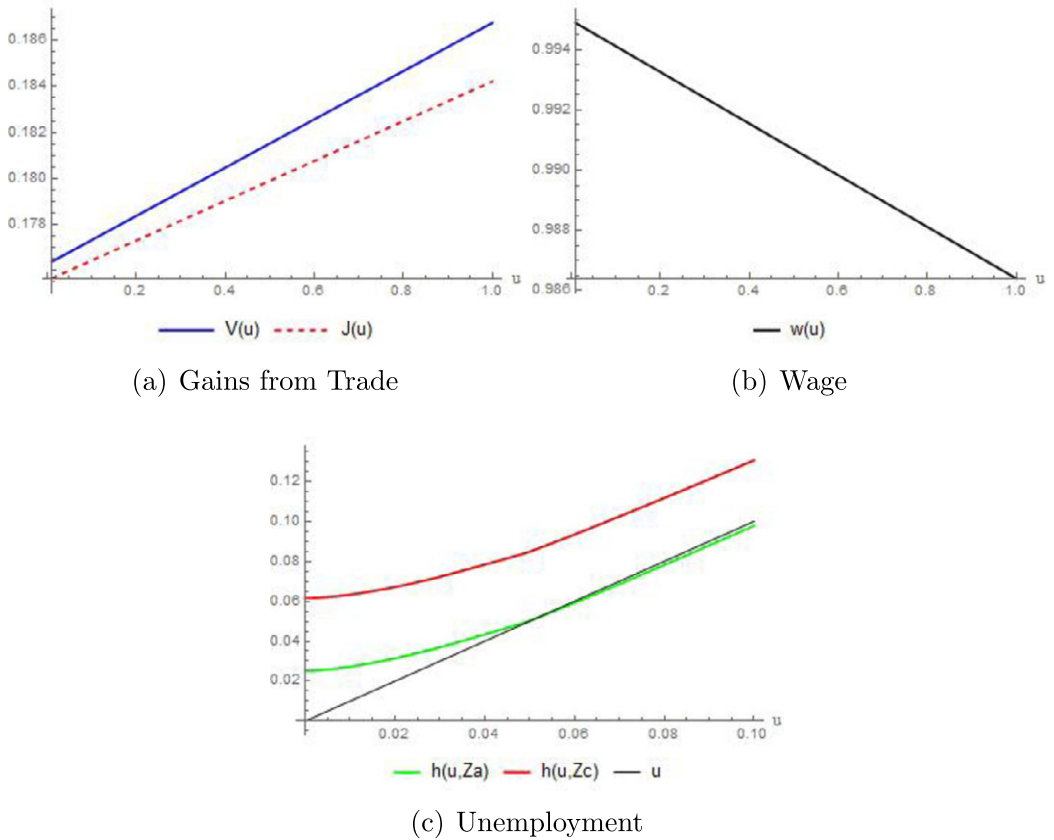 0.186
0.184
0.182
0.180
0.178
0.2 0.4 0.6 0.8 1.0 u
V(u) J(u)
(a) Gains from Trade
0.994
0.992
0.990
0.988
0.986
0.2 0.4 0.6 0.8 1.0 u
w(u)
(b) Wage
0.12
0.10
0.08
0.06
0.04
0.02
0.02 0.04 0.06 0.08 0.10 u
h(u,Za) h(u,Zc) u
(c) Unemployment